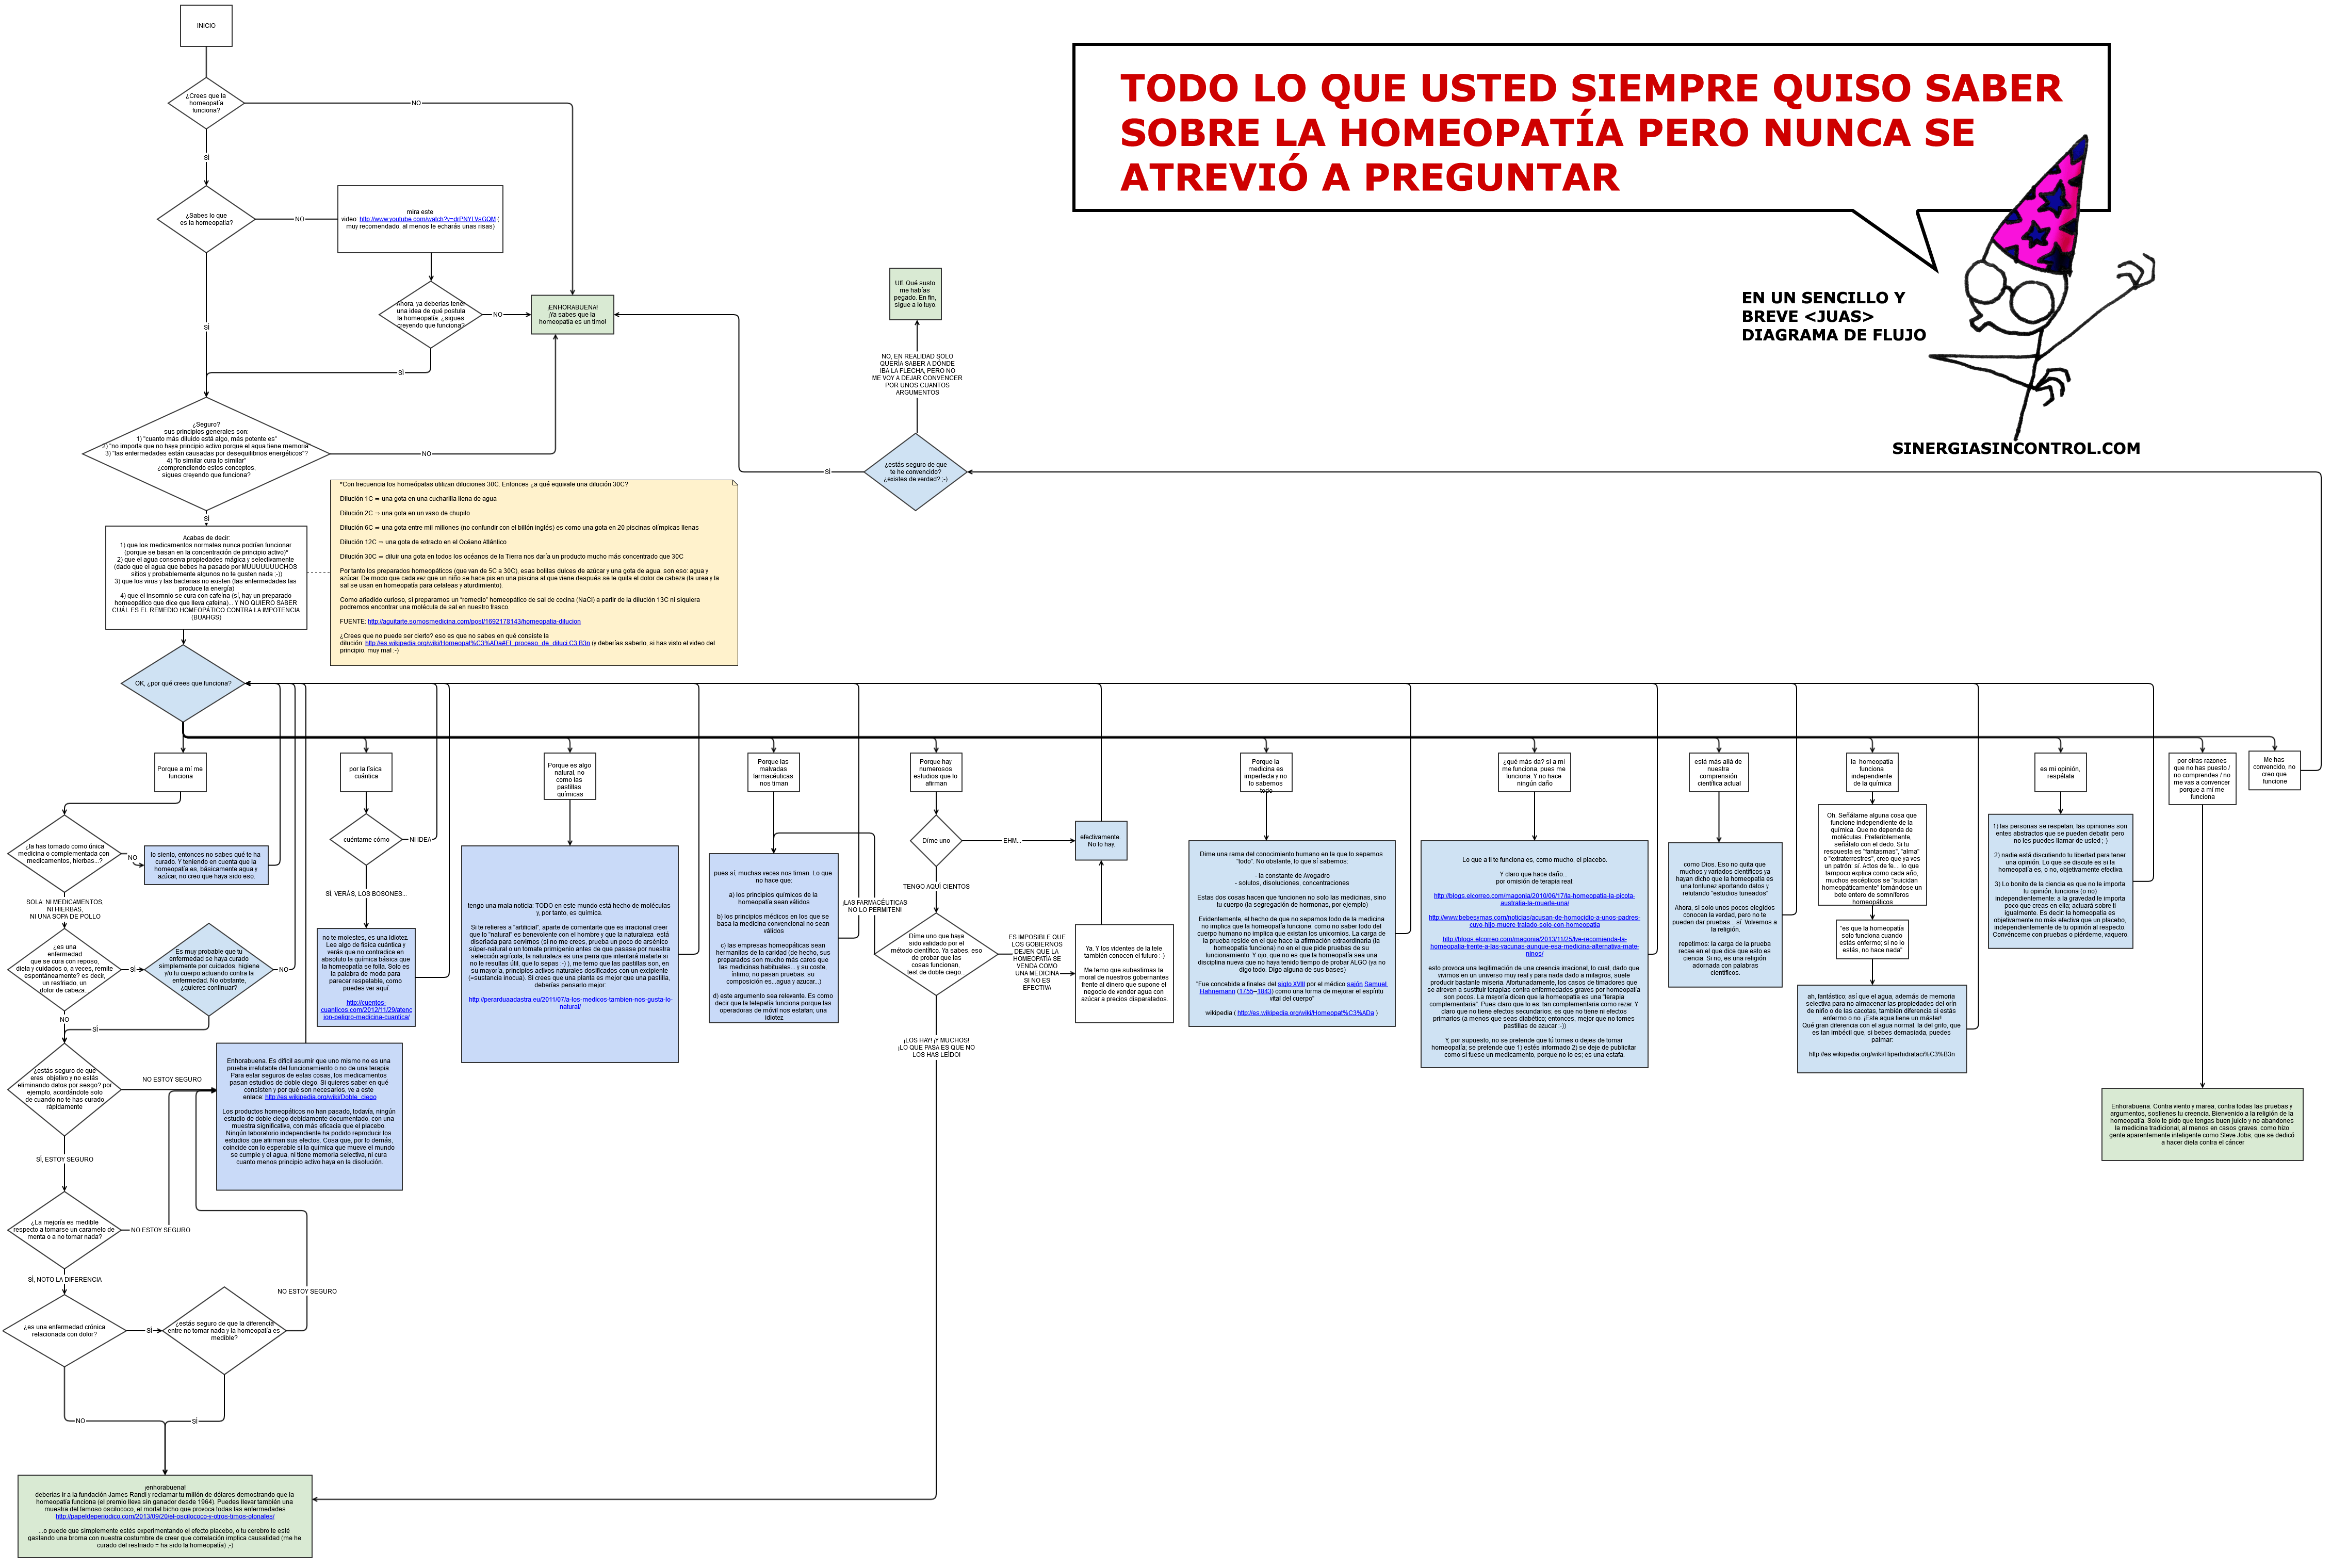 TODO LO QUE USTED SIEMPRE QUISO SABER
SOBRE LA HOMEOPATÍA PERO NUNCA SE
ATREVIÓ A PREGUNTAR
EN UN SENCILLO Y
BREVE <JUAS>
DIAGRAMA DE FLUJO
SINERGIASINCONTROL.COM
INICIO
¿Crees que la
homeopatía
funciona?
NO
SÍ
¿Sabes lo que
es la homeopatía?
NO
mira este
video: http://www.youtube.com/watch?v=drPNYLVsGQM (
muy recomendado, al menos te echarás unas risas)
SÍ
Ahora, ya deberías tener
una idea de qué postula
la homeopatía. ¿sigues
creyendo que funciona?
NO
SÍ
¡ENHORABUENA!
¡Ya sabes que la
homeopatía es un timo!
Uff. Qué susto
me habías
pegado. En fin,
sigue a lo tuyo.
NO, EN REALIDAD SOLO
QUERÍA SABER A DÓNDE
IBA LA FLECHA, PERO NO
ME VOY A DEJAR CONVENCER
POR UNOS CUANTOS
ARGUMENTOS
¿estás seguro de que
te he convencido?
¿existes de verdad? ;-)
SÍ
¿Seguro?
sus principios generales son:
1) "cuanto más diluido está algo, más potente es"
2) "no importa que no haya principio activo porque el agua tiene memoria"
3) "las enfermedades están causadas por desequilibrios energéticos"?
4) "lo similar cura lo similar"
¿comprendiendo estos conceptos,
sigues creyendo que funciona?
NO
SÍ
Acabas de decir:
1) que los medicamentos normales nunca podrían funcionar
(porque se basan en la concentración de principio activo)*
2) que el agua conserva propiedades mágica y selectivamente
(dado que el agua que bebes ha pasado por MUUUUUUUCHOS
sitios y probablemente algunos no te gusten nada ;-))
3) que los virus y las bacterias no existen (las enfermedades las
produce la energía)
4) que el insomnio se cura con cafeína (sí, hay un preparado
homeopático que dice que lleva cafeína)... Y NO QUIERO SABER
CUÁL ES EL REMEDIO HOMEOPÁTICO CONTRA LA IMPOTENCIA
(BUAHGS)
*Con frecuencia los homeópatas utilizan diluciones 30C. Entonces ¿a qué equivale una dilución 30C?
Dilución 1C ⇒ una gota en una cucharilla llena de agua
Dilución 2C ⇒ una gota en un vaso de chupito
Dilución 6C ⇒ una gota entre mil millones (no confundir con el billón inglés) es como una gota en 20 piscinas olímpicas llenas
Dilución 12C ⇒ una gota de extracto en el Océano Atlántico
Dilución 30C ⇒ diluir una gota en todos los océanos de la Tierra nos daría un producto mucho más concentrado que 30C
Por tanto los preparados homeopáticos (que van de 5C a 30C), esas bolitas dulces de azúcar y una gota de agua, son eso: agua y
azúcar. De modo que cada vez que un niño se hace pis en una piscina al que viene después se le quita el dolor de cabeza (la urea y la
sal se usan en homeopatía para cefaleas y aturdimiento).
Como añadido curioso, si preparamos un "remedio" homeopático de sal de cocina (NaCl) a partir de la dilución 13C ni siquiera
podremos encontrar una molécula de sal en nuestro frasco.
FUENTE: http://aguitarte.somosmedicina.com/post/1692178143/homeopatia-dilucion
¿Crees que no puede ser cierto? eso es que no sabes en qué consiste la
dilución: http://es.wikipedia.org/wiki/Homeopat%C3%ADa#El_proceso_de_diluci.C3.B3n (y deberías saberlo, si has visto el video del
principio. muy mal :-)
OK, ¿por qué crees que funciona?
Porque a mí me
funciona
por la física
cuántica
Porque es algo
natural, no
como las
pastillas
químicas
Porque las
malvadas
farmacéuticas
nos timan
Porque hay
numerosos
estudios que lo
afirman
Porque la
medicina es
imperfecta y no
lo sabemos
todo
¿qué más da? si a mí
me funciona, pues me
funciona. Y no hace
ningún daño
está más allá de
nuestra
comprensión
científica actual
la homeopatía
funciona
independiente
de la química
es mi opinión,
respétala
por otras razones
que no has puesto /
no comprendes / no
me vas a convencer
porque a mí me
funciona
Me has
convencido, no
creo que
funcione
¿la has tomado como única
medicina o complementada con
medicamentos, hierbas...?
NO
lo siento, entonces no sabes qué te ha
curado. Y teniendo en cuenta que la
homeopatía es, básicamente agua y
azúcar, no creo que haya sido eso.
SOLA: NI MEDICAMENTOS,
NI HIERBAS,
NI UNA SOPA DE POLLO
¿es una
enfermedad
que se cura con reposo,
dieta y cuidados o, a veces, remite
espontáneamente? es decir,
un resfriado, un
dolor de cabeza...
SÍ
Es muy probable que tu
enfermedad se haya curado
simplemente por cuidados, higiene
y/o tu cuerpo actuando contra la
enfermedad. No obstante,
¿quieres continuar?
NO
SÍ
NO
¿estás seguro de que
eres objetivo y no estás
eliminando datos por sesgo? por
ejemplo, acordándote solo
de cuando no te has curado
rápidamente
NO ESTOY SEGURO
Enhorabuena. Es difícil asumir que uno mismo no es una
prueba irrefutable del funcionamiento o no de una terapia.
Para estar seguros de estas cosas, los medicamentos
pasan estudios de doble ciego. Si quieres saber en qué
consisten y por qué son necesarios, ve a este
enlace: http://es.wikipedia.org/wiki/Doble_ciego
Los productos homeopáticos no han pasado, todavía, ningún
estudio de doble ciego debidamente documentado, con una
muestra significativa, con más eficacia que el placebo.
Ningún laboratorio independiente ha podido reproducir los
estudios que afirman sus efectos. Cosa que, por lo demás,
coincide con lo esperable si la química que mueve el mundo
se cumple y el agua, ni tiene memoria selectiva, ni cura
cuanto menos principio activo haya en la disolución.
SÍ, ESTOY SEGURO
¿La mejoría es medible
respecto a tomarse un caramelo de
menta o a no tomar nada?
NO ESTOY SEGURO
SÍ, NOTO LA DIFERENCIA
¿es una enfermedad crónica
relacionada con dolor?
SÍ
¿estás seguro de que la diferencia
entre no tomar nada y la homeopatía es
medible?
NO ESTOY SEGURO
NO
SÍ
¡enhorabuena!
deberías ir a la fundación James Randi y reclamar tu millón de dólares demostrando que la
homeopatía funciona (el premio lleva sin ganador desde 1964). Puedes llevar también una
muestra del famoso oscilococo, el mortal bicho que provoca todas las enfermedades
http://papeldeperiodico.com/2013/09/20/el-oscilococo-y-otros-timos-otonales/
...o puede que simplemente estés experimentando el efecto placebo, o tu cerebro te esté
gastando una broma con nuestra costumbre de creer que correlación implica causalidad (me he
curado del resfriado = ha sido la homeopatía) ;-)
cuéntame cómo
NI IDEA
SÍ, VERÁS, LOS BOSONES...
no te molestes, es una idiotez.
Lee algo de física cuántica y
verás que no contradice en
absoluto la química básica que
la homeopatía se folla. Solo es
la palabra de moda para
parecer respetable, como
puedes ver aquí:
http://cuentos-
cuanticos.com/2012/11/29/atenc
ion-peligro-medicina-cuantica/
tengo una mala noticia: TODO en este mundo está hecho de moléculas
y, por tanto, es química.
Si te refieres a "artificial", aparte de comentarte que es irracional creer
que lo "natural" es benevolente con el hombre y que la naturaleza está
diseñada para servirnos (si no me crees, prueba un poco de arsénico
súper-natural o un tomate primigenio antes de que pasase por nuestra
selección agrícola; la naturaleza es una perra que intentará matarte si
no le resultas útil, que lo sepas :-) ), me temo que las pastillas son, en
su mayoría, principios activos naturales dosificados con un excipiente
(=sustancia inocua). Si crees que una planta es mejor que una pastilla,
deberías pensarlo mejor:
http://perarduaadastra.eu/2011/07/a-los-medicos-tambien-nos-gusta-lo-
natural/
pues sí, muchas veces nos timan. Lo que
no hace que:
a) los principios químicos de la
homeopatía sean válidos
b) los principios médicos en los que se
basa la medicina convencional no sean
válidos
c) las empresas homeopáticas sean
hermanitas de la caridad (de hecho, sus
preparados son mucho más caros que
las medicinas habituales... y su coste,
ínfimo; no pasan pruebas, su
composición es...agua y azucar...)
d) este argumento sea relevante. Es como
decir que la telepatía funciona porque las
operadoras de móvil nos estafan; una
idiotez
¡LAS FARMACÉUTICAS
NO LO PERMITEN!
Dime uno
EHM...
efectivamente.
No lo hay.
TENGO AQUÍ CIENTOS
Dime uno que haya
sido validado por el
método científico. Ya sabes, eso
de probar que las
cosas funcionan,
test de doble ciego...
ES IMPOSIBLE QUE
LOS GOBIERNOS
DEJEN QUE LA
HOMEOPATÍA SE
VENDA COMO
UNA MEDICINA
SI NO ES
EFECTIVA
Ya. Y los videntes de la tele
también conocen el futuro :-)
Me temo que subestimas la
moral de nuestros gobernantes
frente al dinero que supone el
negocio de vender agua con
azúcar a precios disparatados.
¡LOS HAY! ¡Y MUCHOS!
¡LO QUE PASA ES QUE NO
LOS HAS LEÍDO!
Dime una rama del conocimiento humano en la que lo sepamos
"todo". No obstante, lo que sí sabemos:
- la constante de Avogadro
- solutos, disoluciones, concentraciones
Estas dos cosas hacen que funcionen no solo las medicinas, sino
tu cuerpo (la segregación de hormonas, por ejemplo)
Evidentemente, el hecho de que no sepamos todo de la medicina
no implica que la homeopatía funcione, como no saber todo del
cuerpo humano no implica que existan los unicornios. La carga de
la prueba reside en el que hace la afirmación extraordinaria (la
homeopatía funciona) no en el que pide pruebas de su
funcionamiento. Y ojo, que no es que la homeopatía sea una
disciplina nueva que no haya tenido tiempo de probar ALGO (ya no
digo todo. Digo alguna de sus bases)
"Fue concebida a finales del siglo XVIII por el médico sajón Samuel
Hahnemann (1755–1843) como una forma de mejorar el espíritu
vital del cuerpo"
wikipedia ( http://es.wikipedia.org/wiki/Homeopat%C3%ADa )
Lo que a ti te funciona es, como mucho, el placebo.
Y claro que hace daño...
por omisión de terapia real:
http://blogs.elcorreo.com/magonia/2010/06/17/la-homeopatia-la-picota-
australia-la-muerte-una/
http://www.bebesymas.com/noticias/acusan-de-homocidio-a-unos-padres-
cuyo-hijo-muere-tratado-solo-con-homeopatia
http://blogs.elcorreo.com/magonia/2013/11/25/tve-recomienda-la-
homeopatia-frente-a-las-vacunas-aunque-esa-medicina-alternativa-mate-
ninos/
esto provoca una legitimación de una creencia irracional, lo cual, dado que
vivimos en un universo muy real y para nada dado a milagros, suele
producir bastante miseria. Afortunadamente, los casos de timadores que
se atreven a sustituir terapias contra enfermedades graves por homeopatía
son pocos. La mayoría dicen que la homeopatía es una "terapia
complementaria". Pues claro que lo es; tan complementaria como rezar. Y
claro que no tiene efectos secundarios; es que no tiene ni efectos
primarios (a menos que seas diabético; entonces, mejor que no tomes
pastillas de azucar :-))
Y, por supuesto, no se pretende que tú tomes o dejes de tomar
homeopatía; se pretende que 1) estés informado 2) se deje de publicitar
como si fuese un medicamento, porque no lo es; es una estafa.
como Dios. Eso no quita que
muchos y variados científicos ya
hayan dicho que la homeopatía es
una tontunez aportando datos y
refutando "estudios tuneados"
Ahora, si solo unos pocos elegidos
conocen la verdad, pero no te
pueden dar pruebas... sí. Volvemos a
la religión.
repetimos: la carga de la prueba
recae en el que dice que esto es
ciencia. Si no, es una religión
adornada con palabras
científicos.
Oh. Señálame alguna cosa que
funcione independiente de la
química. Que no dependa de
moléculas. Preferiblemente,
señálalo con el dedo. Si tu
respuesta es "fantasmas", "alma"
o "extraterrestres", creo que ya ves
un patrón: sí. Actos de fe.... lo que
tampoco explica como cada año,
muchos escépticos se "suicidan
homeopáticamente" tomándose un
bote entero de somníferos
homeopáticos
"es que la homeopatía
solo funciona cuando
estás enfermo; si no lo
estás, no hace nada"
ah, fantástico; así que el agua, además de memoria
selectiva para no almacenar las propiedades del orín
de niño o de las cacotas, también diferencia si estás
enfermo o no. ¡Este agua tiene un máster!
Qué gran diferencia con el agua normal, la del grifo, que
es tan imbécil que, si bebes demasiada, puedes
palmar:
http://es.wikipedia.org/wiki/Hiperhidrataci%C3%B3n
1) las personas se respetan, las opiniones son
entes abstractos que se pueden debatir, pero
no les puedes llamar de usted ;-)
2) nadie está discutiendo tu libertad para tener
una opinión. Lo que se discute es si la
homeopatía es, o no, objetivamente efectiva.
3) Lo bonito de la ciencia es que no le importa
tu opinión; funciona (o no)
independientemente: a la gravedad le importa
poco que creas en ella; actuará sobre ti
igualmente. Es decir: la homeopatía es
objetivamente no más efectiva que un placebo,
independientemente de tu opinión al respecto.
Convénceme con pruebas o piérdeme, vaquero.
Enhorabuena. Contra viento y marea, contra todas las pruebas y
argumentos, sostienes tu creencia. Bienvenido a la religión de la
homeopatía. Solo te pido que tengas buen juicio y no abandones
la medicina tradicional, al menos en casos graves, como hizo
gente aparentemente inteligente como Steve Jobs, que se dedicó
a hacer dieta contra el cáncer